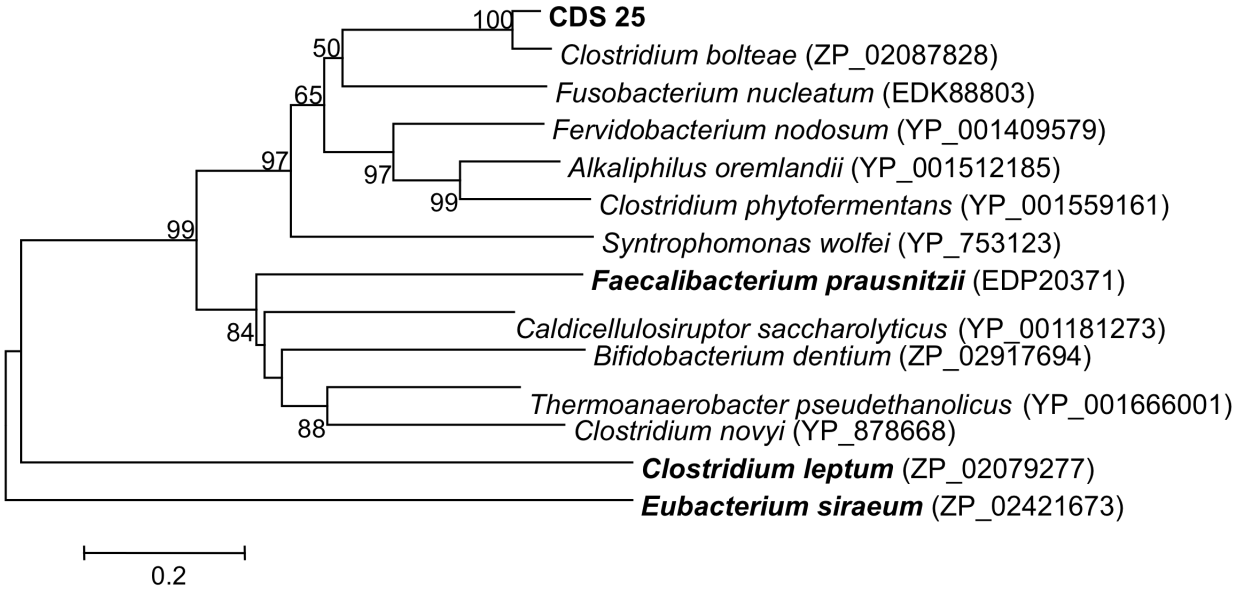 100 CDS 25
50 Clostridium bolteae (ZP_02087828)
Fusobacterium nucleatum (EDK88803)
65
Fervidobacterium nodosum (YP_001409579)
97 Alkaliphilus oremlandii (YP_001512185)
97
99 Clostridium phytofermentans (YP_001559161)
99 Syntrophomonas wolfei (YP_753123)
Faecalibacterium prausnitzii (EDP20371)
84 Caldicellulosiruptor saccharolyticus (YP_001181273)
Bifidobacterium dentium (ZP_02917694)
Thermoanaerobacter pseudethanolicus (YP_001666001)
88 Clostridium novyi (YP_878668)
Clostridium leptum (ZP_02079277)
Eubacterium siraeum (ZP_02421673)
0.2